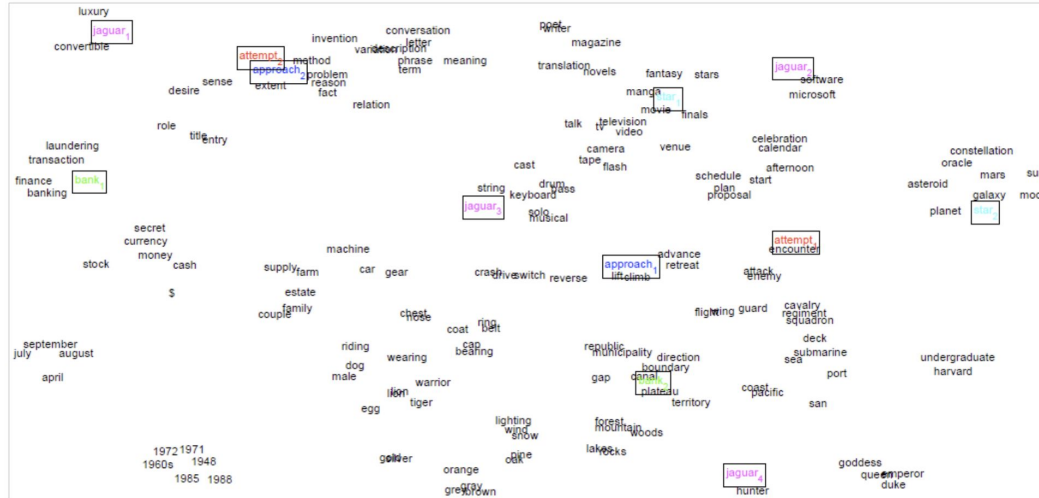 luxury
jaguar1
convertible
attempt2
approach2
invention
conversation
letter
variation
description
method
phrase
meaning
term
problem
reason
extent
fact
sense
desire
relation
poet
writer
magazine
translation
novels
fantasy
stars
manga
star1
movie
finals
jaguar2
software
microsoft
role
title
entry
talk
television
tv
video
venue
camera
tape
flash
celebration
calendar
laundering
transaction
finance
bank1
banking
cast
string
drum
keyboard
bass
jaguar3
solo
musical
schedule
afternoon
plan
start
proposal
constellation
oracle
mars
su
asteroid
galaxy
moo
planet
star2
secret
currency
money
stock
cash
$
machine
supply
farm
car
gear
crash
drive
switch
reverse
approach1
lift
climb
advance
retreat
attempt1
encounter
attack
enemy
estate
family
couple
chest
nose
ring
belt
coat
cap
bearing
flight
wing
guard
cavalry
regiment
squadron
deck
submarine
sea
port
undergraduate
harvard
september
july
august
april
riding
wearing
dog
male
warrior
lion
lion
tiger
egg
republic
municipality
direction
boundary
gap
canal
bank2
plateau
territory
coast
pacific
san
lighting
wind
snow
forest
mountain
woods
lakes
rocks
pine
oak
gold
silver
orange
gray
grey
brown
1972
1971
1960s
1948
1985
1988
jaguar4
hunter
goddess
queen
emperor
duke